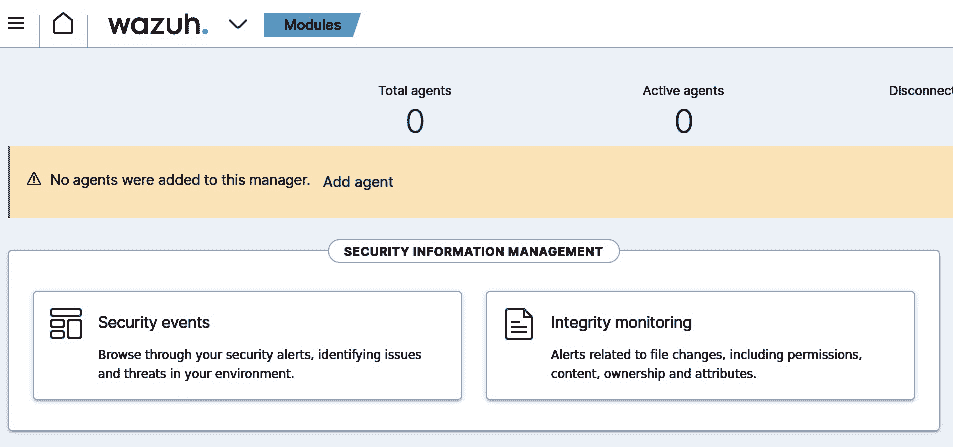 wazuh. Modules
Total agents Active agents Disconnect
0 0
No agents were added to this manager. Add agent
SECURITY INFORMATION MANAGEMENT
Security events
Browse through your security alerts, identifying issues
and threats in your environment.
Integrity monitoring
Alerts related to file changes, including permissions,
content, ownership and attributes.